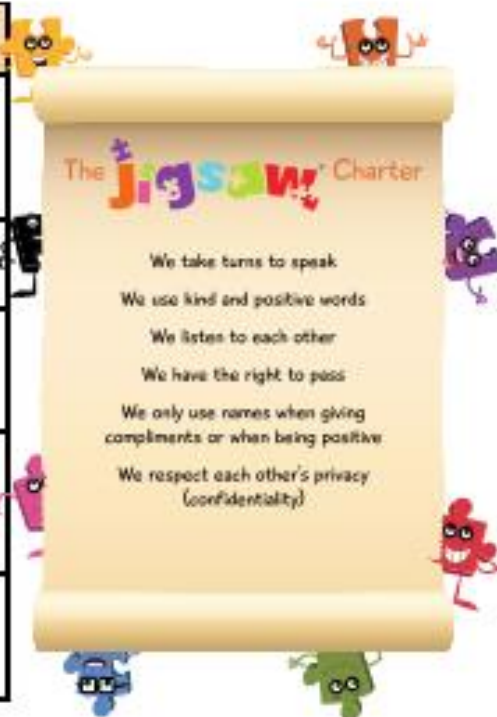 The Jigsaw Charter
We take turns to speak
We use kind and positive words
We listen to each other
We have the right to pass
We only use names when giving
compliments or when being positive
We respect each other's privacy
(confidentiality)